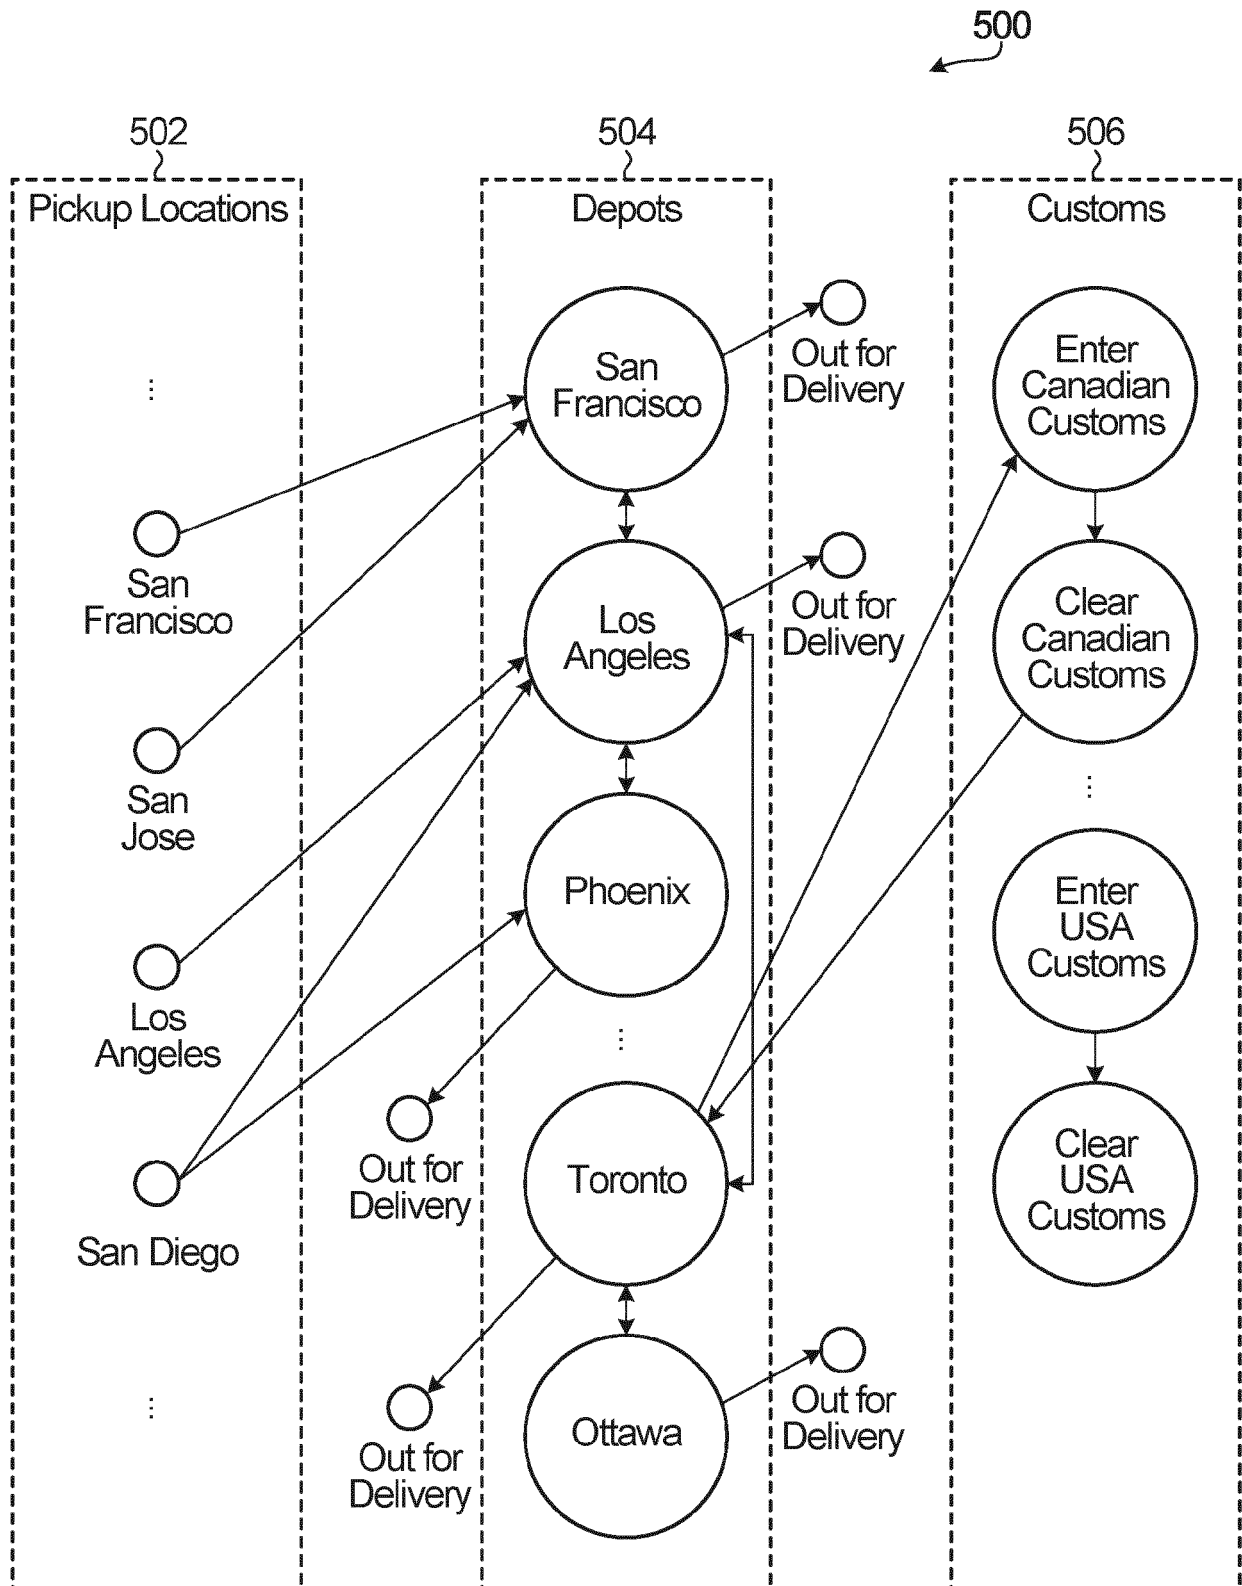 500
502
504
506
Pickup Locations
Depots
Customs
...
San
Francisco
San
Jose
Los
Angeles
San Diego
...
San
Francisco
Out for
Delivery
Los
Angeles
Out for
Delivery
Phoenix
Out for
Delivery
...
Toronto
Out for
Delivery
Ottawa
Out for
Delivery
Enter
Canadian
Customs
Clear
Canadian
Customs
...
Enter
USA
Customs
Clear
USA
Customs